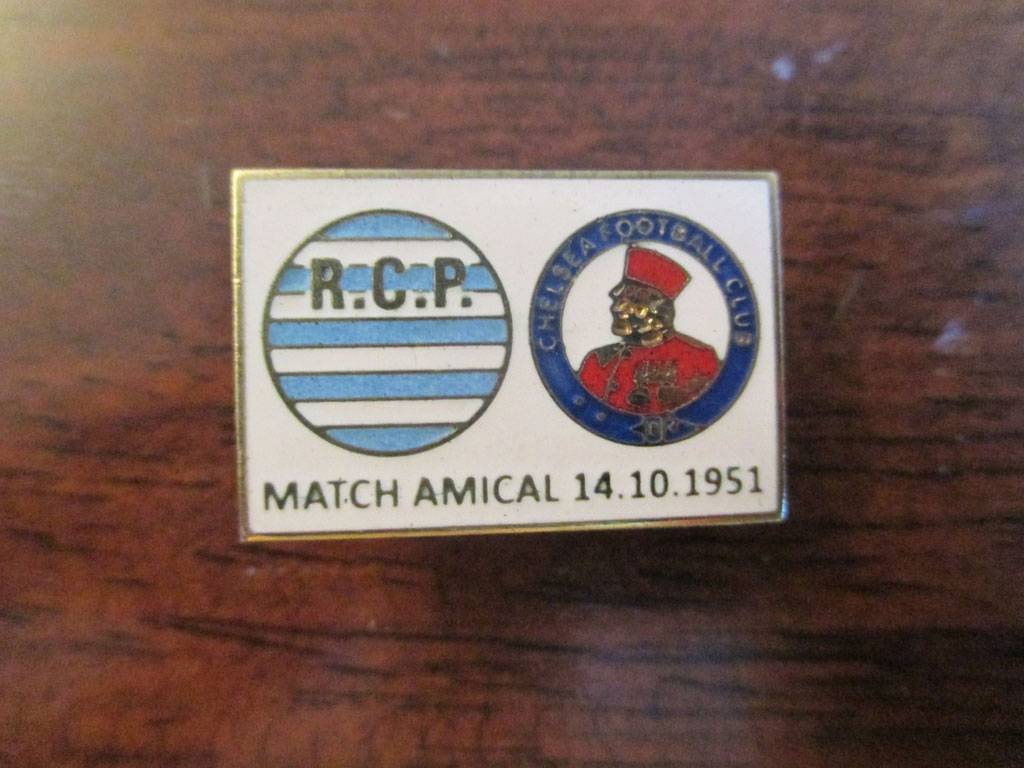 R.C.P.
CHELSEA FOOTBALL CLUB
MATCH AMICAL 14.10.1951